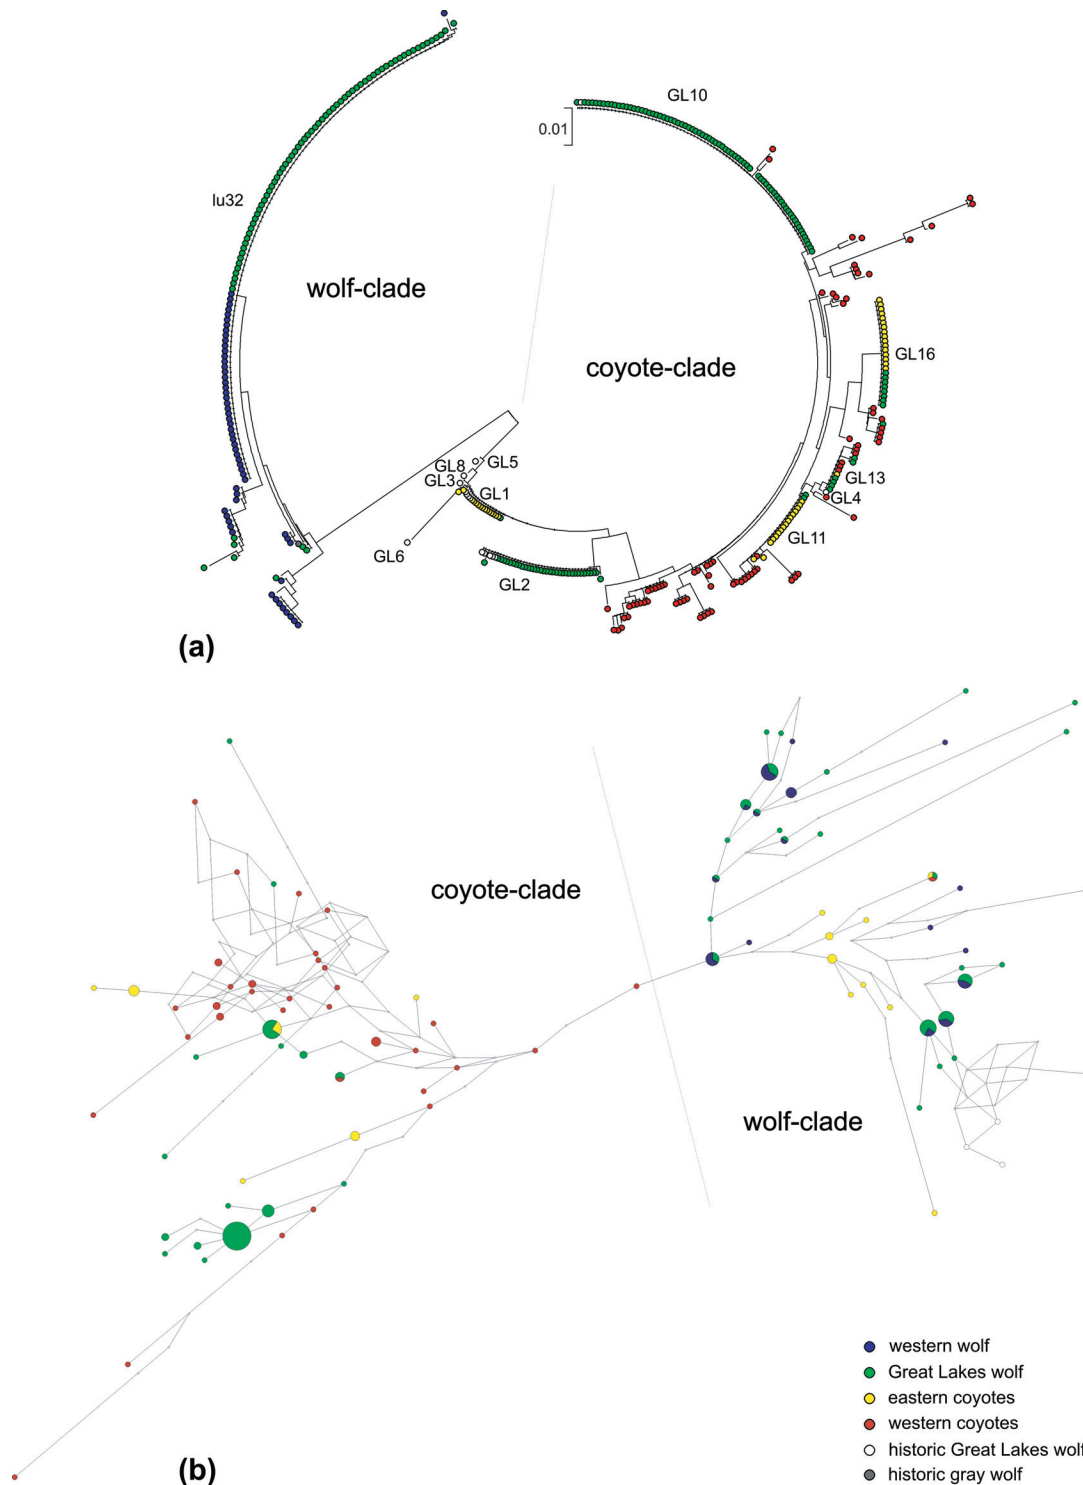 GL10
0.01
lu32
wolf-clade
coyote-clade
GL16
GL5
GL8
GL3
GL1
GL13
GL4
GL11
GL6
GL2
(a)
coyote-clade
wolf-clade
western wolf
Great Lakes wolf
eastern coyotes
western coyotes
historic Great Lakes wolf
historic gray wolf
(b)